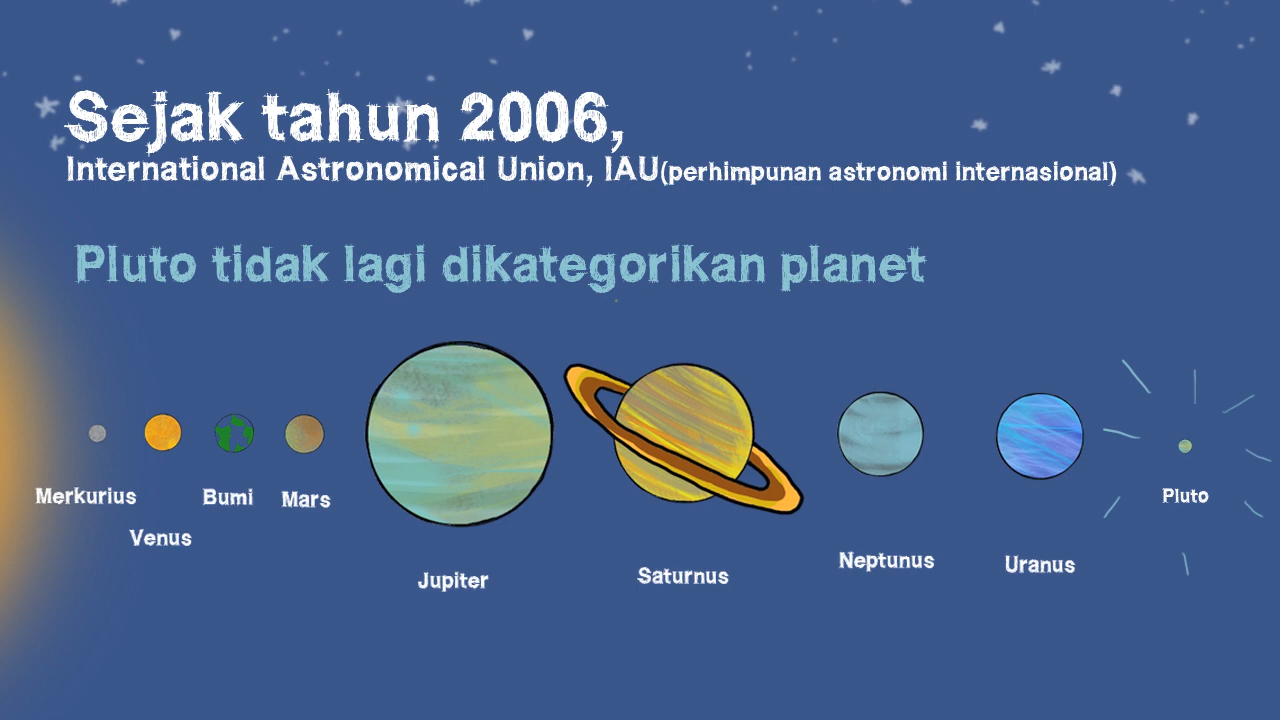 Sejak tahun 2006,
International Astronomical Union, IAU(perhimpunan astronomi internasional)
Pluto tidak lagi dikategorikan planet
Merkurius
Venus
Bumi
Mars
Jupiter
Saturnus
Neptunus
Uranus
Pluto